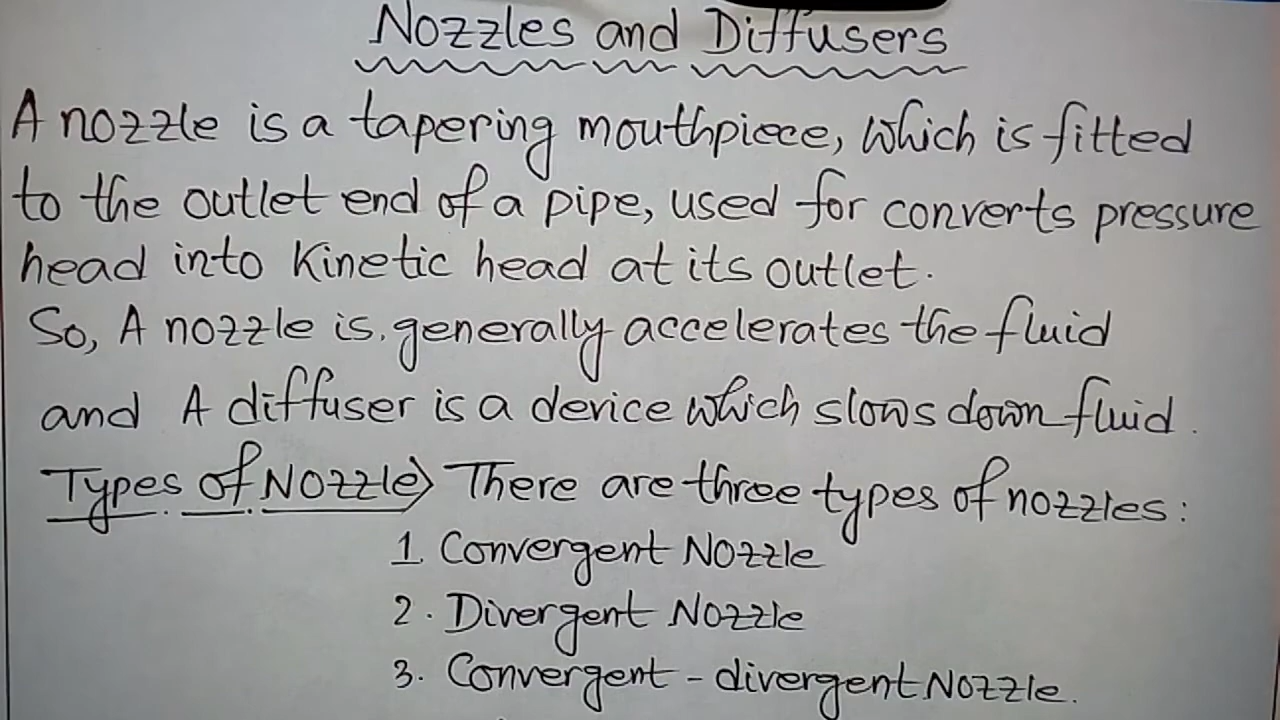 Nozzles and Diffusers
A nozzle is a tapering mouthpiece, which is fitted
to the outlet end of a pipe, used for converts pressure
head into Kinetic head at its outlet.
So, A nozzle is. generally accelerates the fluid
and A diffuser is a device which slows down fluid.
Types of Nozzle) There are three types of nozzles:
1. Convergent Nozzle
2. Divergent Nozzle
3. Convergent - divergent Nozzle.